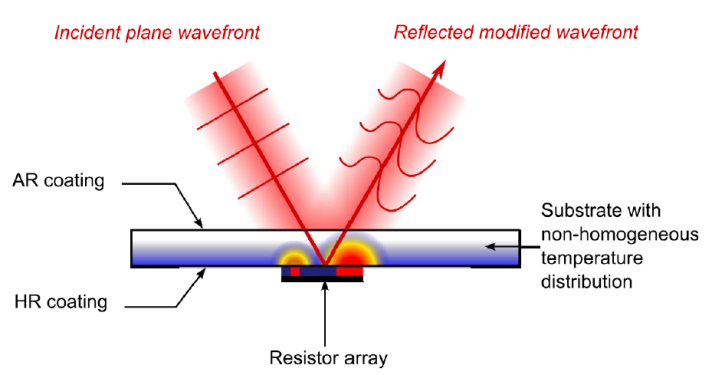 Incident plane wavefront
Reflected modified wavefront
AR coating
Substrate with
non-homogeneous
temperature
distribution
HR coating
Resistor array